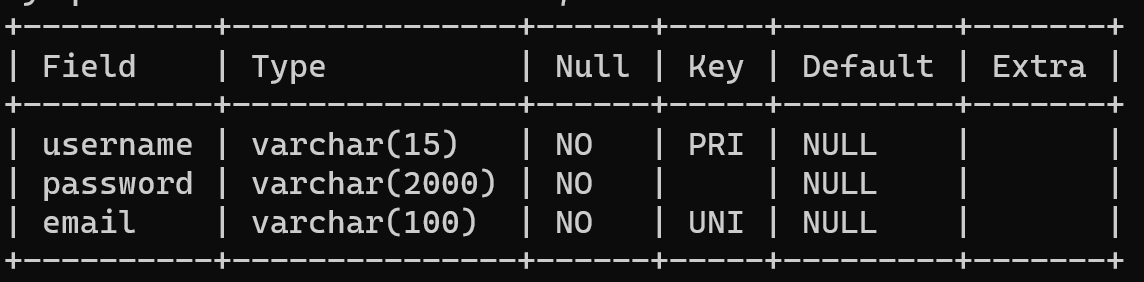 +----------+---------------+------+-----+---------+-------+
| Field    | Type          | Null | Key | Default | Extra |
+----------+---------------+------+-----+---------+-------+
| username | varchar(15)   | NO   | PRI | NULL    |       |
| password | varchar(2000) | NO   |     | NULL    |       |
| email    | varchar(100)  | NO   | UNI | NULL    |       |
+----------+---------------+------+-----+---------+-------+